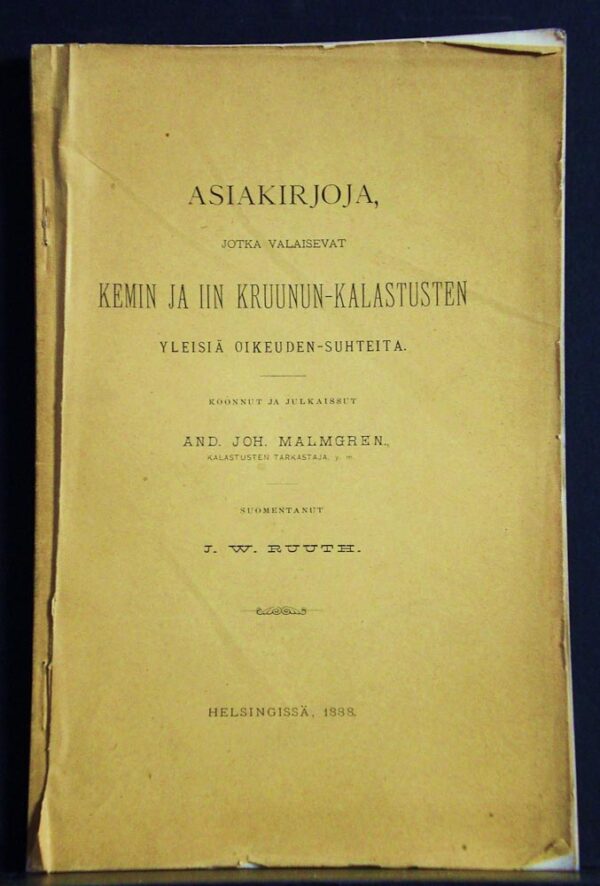 ASIAKIRJOJA,
JOTKA VALAISEVAT
KEMIN JA IIN KRUUNUN-KALASTUSTEN
YLEISIÄ OIKEUDEN-SUHTEITA.
KOONNUT JA JULKAISSUT
AND. JOH. MALMGREN.,
KALASTUSTEN TARKASTAJA, y. m.
SUOMENTANUT
J. W. RUUTH.
HELSINGISSÄ, 1888.